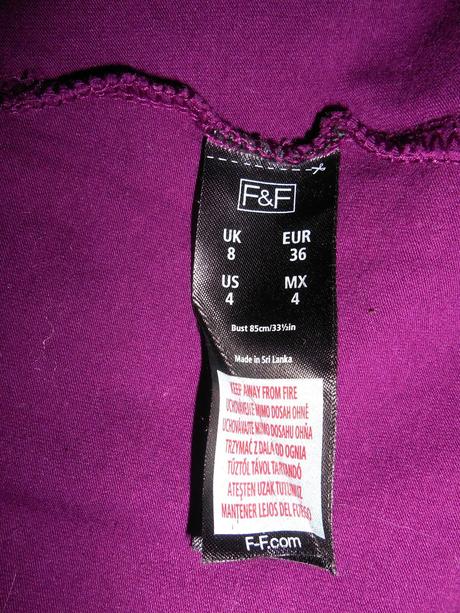 F&F
UK EUR
8 36
US MX
4 4
Bust 85cm/33½in
Made in Sri Lanka
KEEP AWAY FROM FIRE
UCHOVÁVEJTE MIMO DOSAH OHNĚ
UCHOVÁVAJTE MIMO DOSAHU OHŇA
TRZYMAĆ Z DALA OD OGNIA
TŰZTŐL TÁVOL TARTANDÓ
ATEŞTEN UZAK TUTUNUZ
MANTENER LEJOS DEL FUEGO
F-F.com